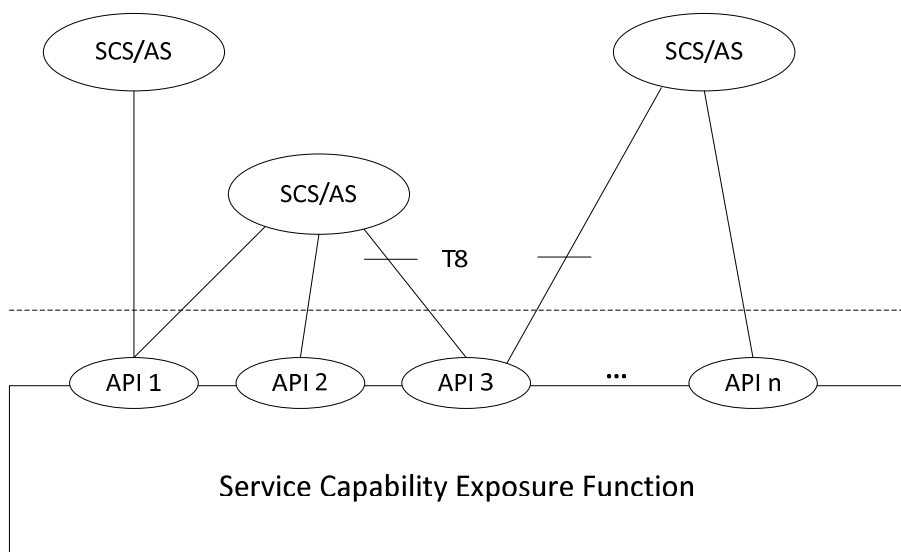 SCS/AS
SCS/AS
SCS/AS
T8
API 1
API 2
API 3
...
API n
Service Capability Exposure Function